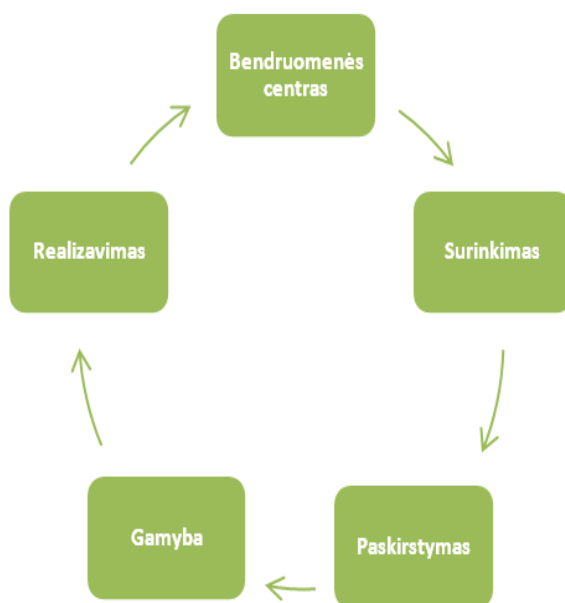 Bendruomenės
centras
Surinkimas
Paskirstymas
Gamyba
Realizavimas